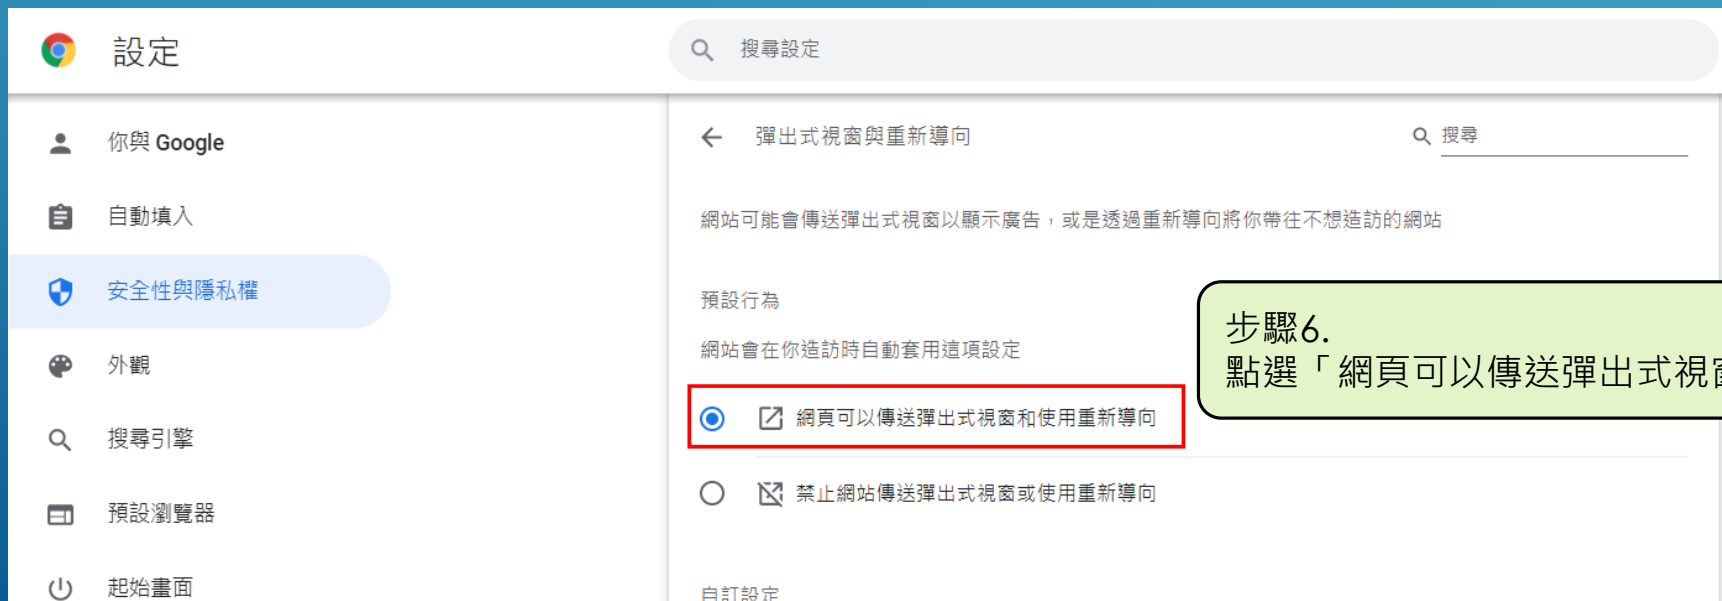 設定
搜尋設定
你與 Google
自動填入
安全性與隱私權
外觀
搜尋引擎
預設瀏覽器
起始畫面
彈出式視窗與重新導向
搜尋
網站可能會傳送彈出式視窗以顯示廣告，或是透過重新導向將你帶往不想造訪的網站
預設行為
網站會在你造訪時自動套用這項設定
網頁可以傳送彈出式視窗和使用重新導向
禁止網站傳送彈出式視窗或使用重新導向
自訂設定
步驟6.
點選「網頁可以傳送彈出式視窗